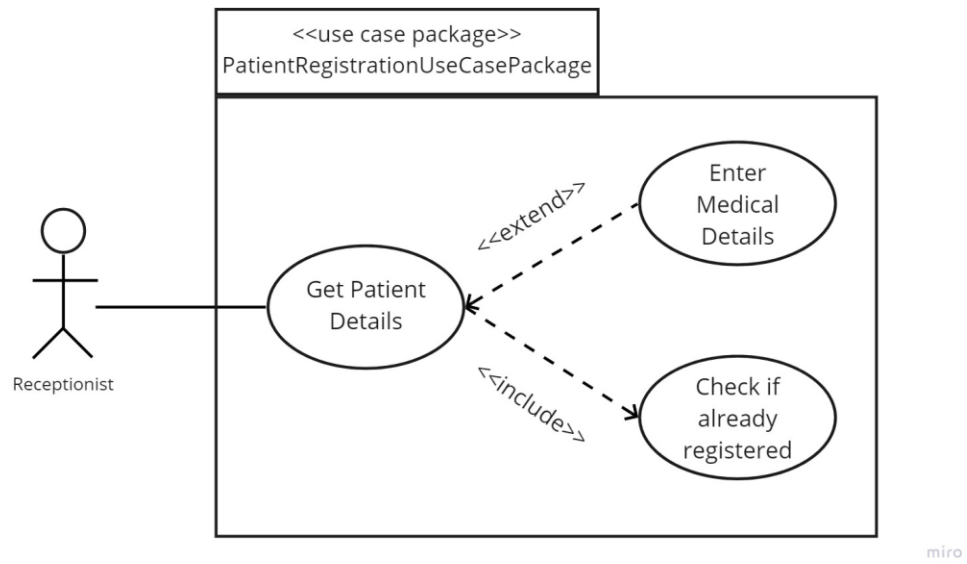 <<use case package>>
PatientRegistrationUseCasePackage
Enter
Medical
Details
<<extend>>
Get Patient
Details
Receptionist
<<include>>
Check if
already
registered
miro